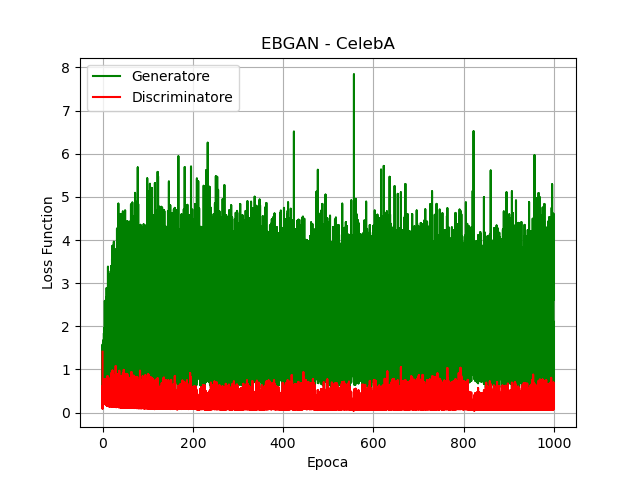 EBGAN - CelebA
Generatore
Discriminatore
8
7
6
5
4
3
2
1
0
Loss Function
0 200 400 600 800 1000
Epoca